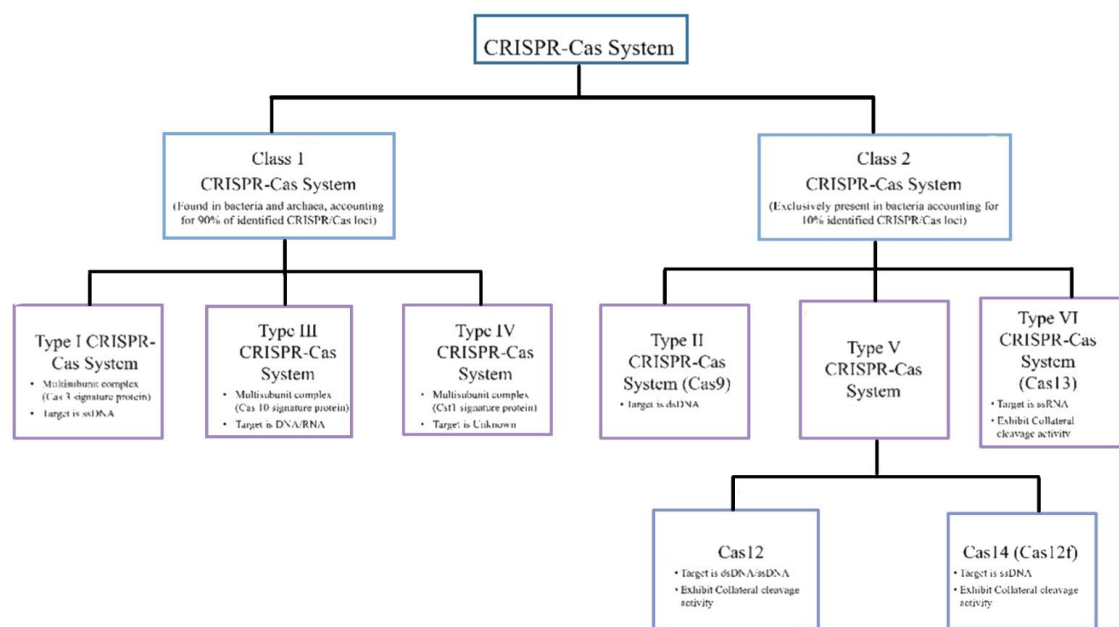 CRISPR-Cas System
Class 1
CRISPR-Cas System
(Found in bacteria and archaea, accounting
for 90% of identified CRISPR/Cas loci)
Class 2
CRISPR-Cas System
(Exclusively present in bacteria accounting for
10% identified CRISPR/Cas loci)
Type I CRISPR-
Cas System
• Multisubunit complex
(Cas 3 signature protein)
• Target is ssDNA
Type III
CRISPR-Cas
System
• Multisubunit complex
(Cas 10 signature protein)
• Target is DNA/RNA
Type IV
CRISPR-Cas
System
• Multisubunit complex
(Cst1 signature protein)
• Target is Unknown
Type II
CRISPR-Cas
System (Cas9)
• Target is dsDNA
Type V
CRISPR-Cas
System
Type VI
CRISPR-Cas
System
(Cas13)
• Target is ssRNA
• Exhibit Collateral
cleavage activity
Cas12
• Target is dsDNA/ssDNA
• Exhibit Collateral cleavage
activity
Cas14 (Cas12f)
• Target is ssDNA
• Exhibit Collateral cleavage
activity